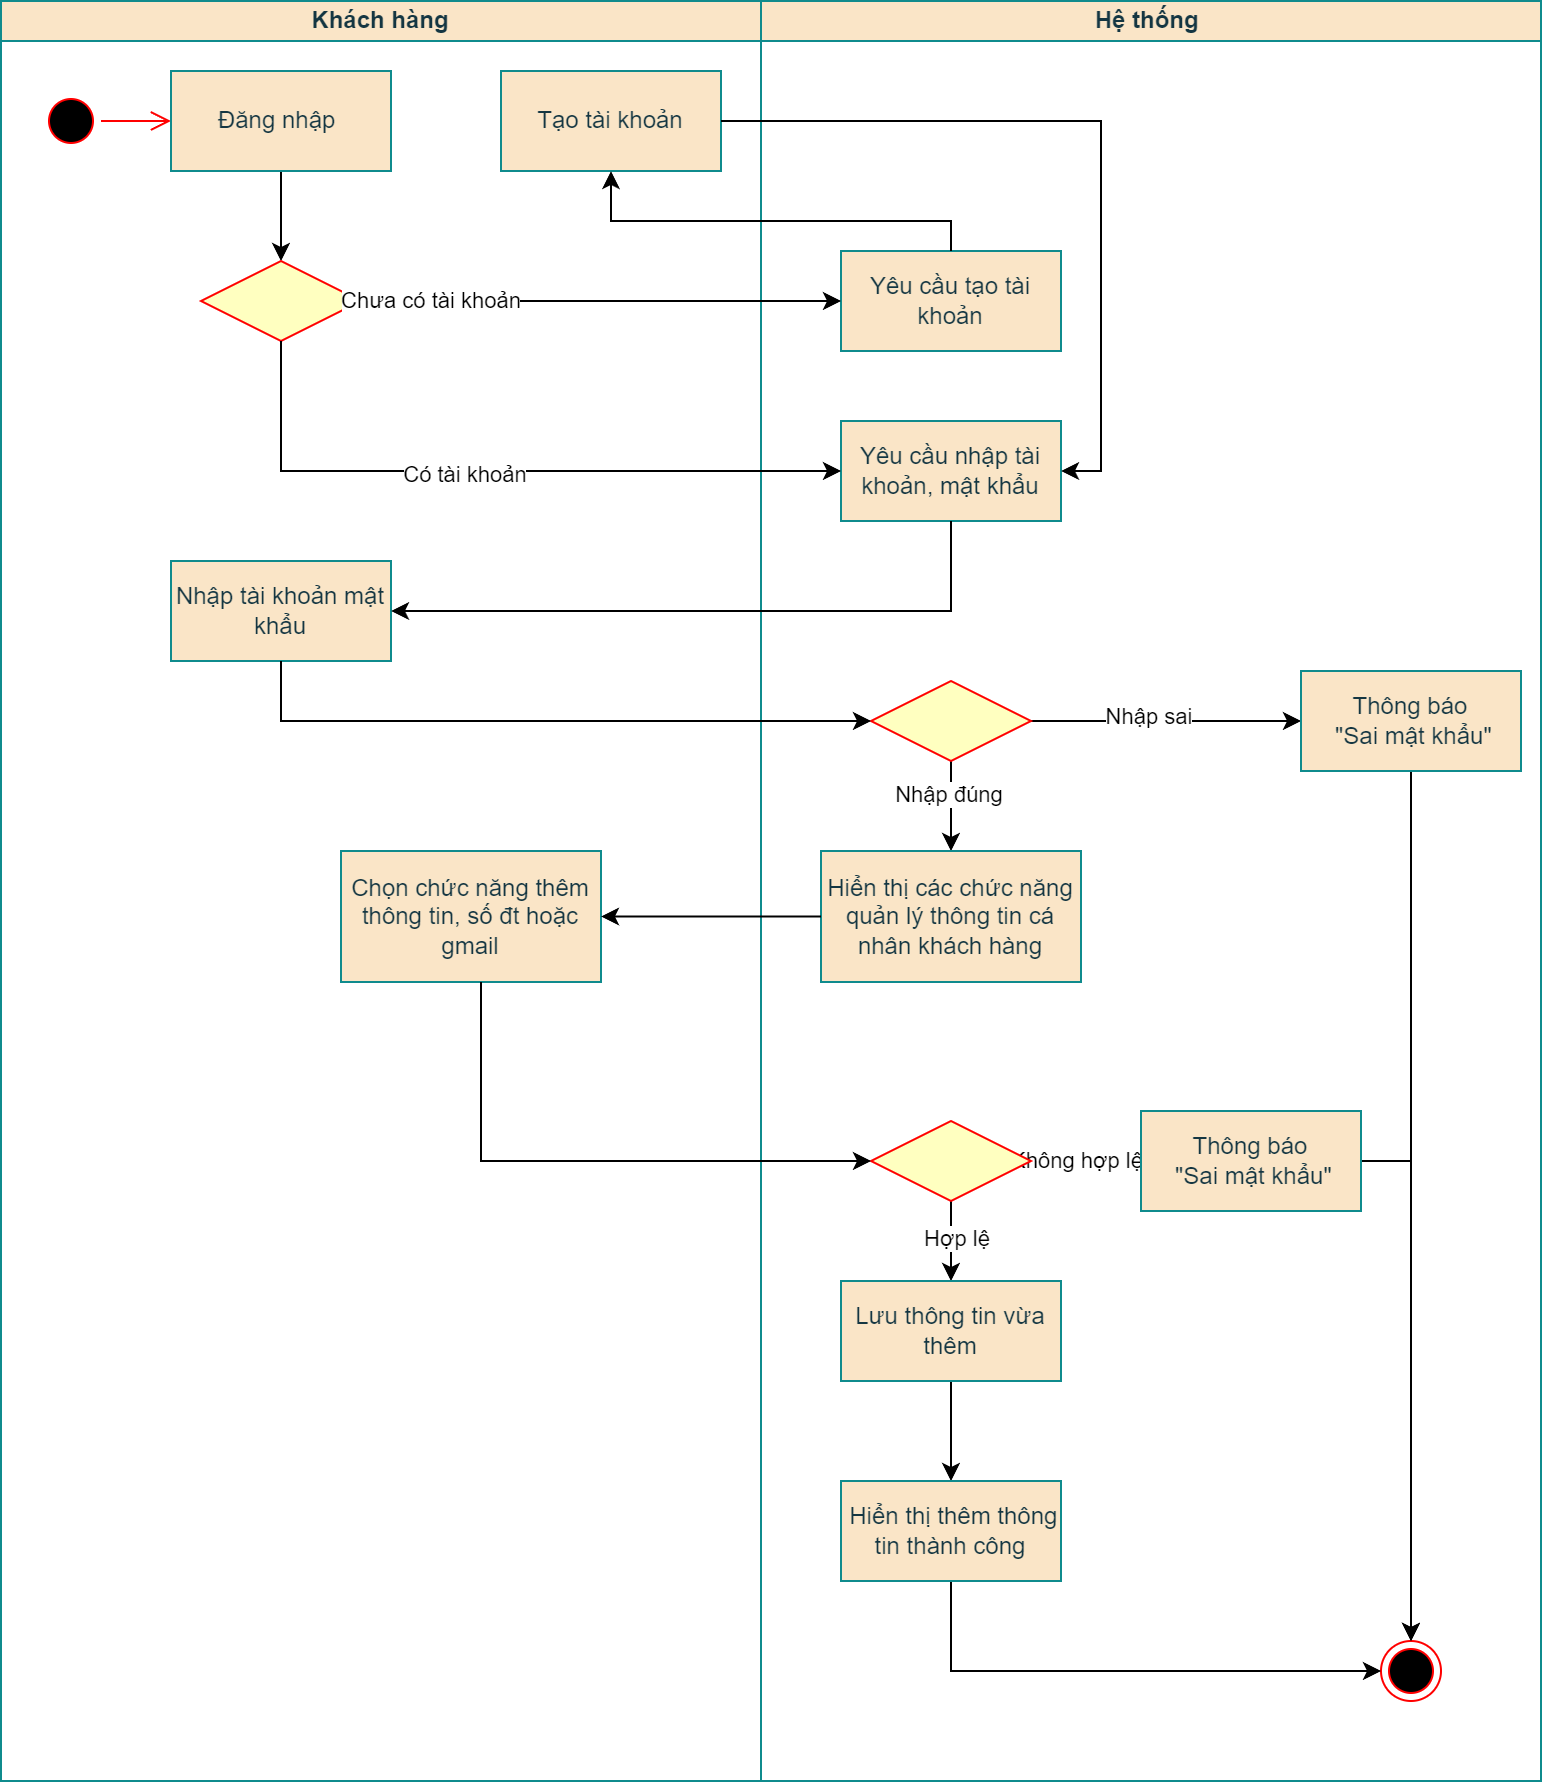 Khách hàng
Hệ thống
Đăng nhập
Tạo tài khoản
Yêu cầu tạo tài
khoản
Chưa có tài khoản
Yêu cầu nhập tài
khoản, mật khẩu
Có tài khoản
Nhập tài khoản mật
khẩu
Nhập sai
Thông báo
"Sai mật khẩu"
Nhập đúng
Chọn chức năng thêm
thông tin, số đt hoặc
gmail
Hiển thị các chức năng
quản lý thông tin cá
nhân khách hàng
Không hợp lệ
Thông báo
"Sai mật khẩu"
Hợp lệ
Lưu thông tin vừa
thêm
Hiển thị thêm thông
tin thành công